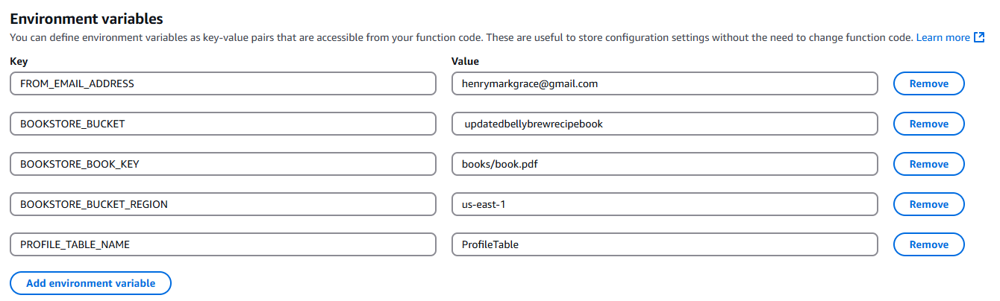 Environment variables
You can define environment variables as key-value pairs that are accessible from your function code. These are useful to store configuration settings without the need to change function code. Learn more
Key Value
FROM_EMAIL_ADDRESS henrymarkgrace@gmail.com Remove
BOOKSTORE_BUCKET updatedbellybrewrecipebook Remove
BOOKSTORE_BOOK_KEY books/book.pdf Remove
BOOKSTORE_BUCKET_REGION us-east-1 Remove
PROFILE_TABLE_NAME ProfileTable Remove
Add environment variable